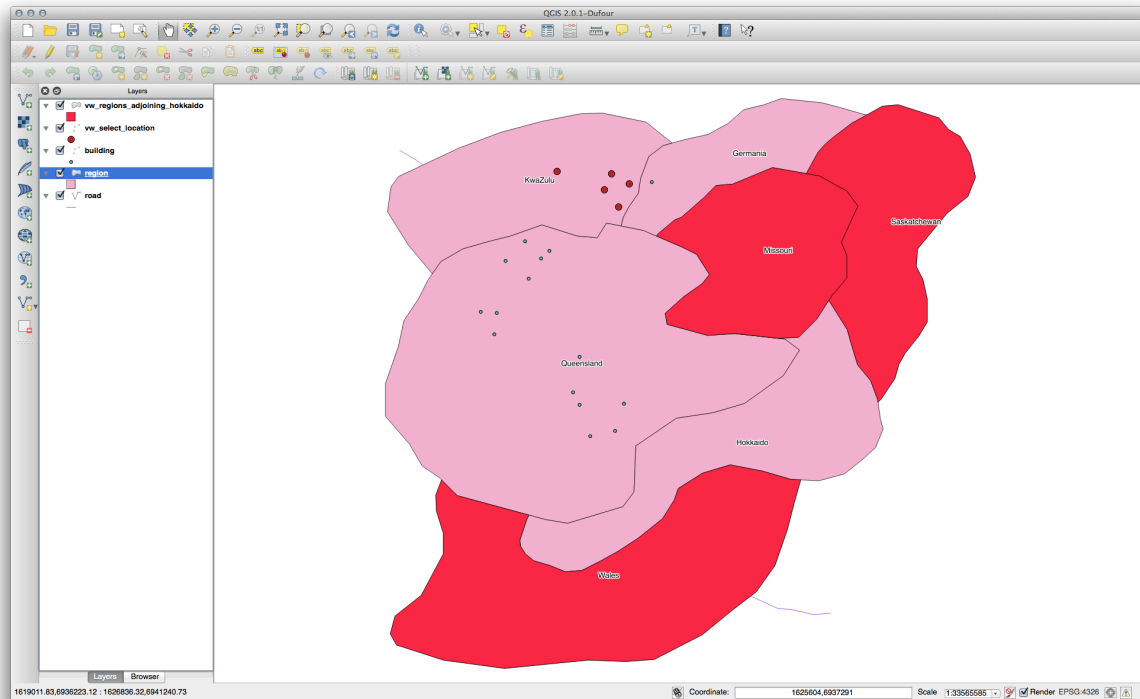 QGIS 2.0.1-Dufour
Layers
vw_regions_adjoining_hokkaido
vw_select_location
building
region
road
Germania
KwaZulu
Saskatchewan
Missouri
Queensland
Hokkaido
Wales
Layers Browser
1619011.83,6936223.12 : 1626836.32,6941240.73
Coordinate: 1625604,6937291 Scale 1:33565585 Render EPSG:4326